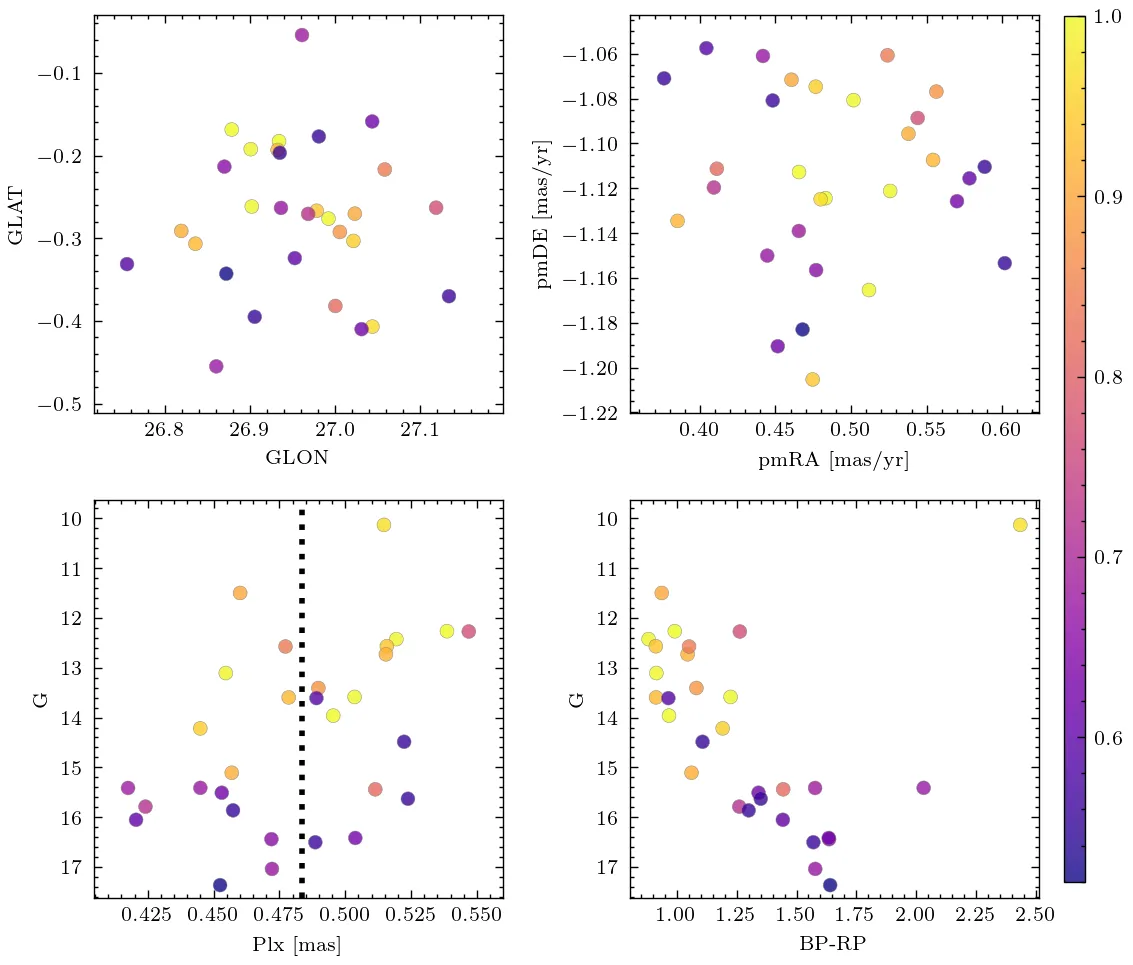 −0.1
−0.2
−0.3
−0.4
−0.5
GLAT
26.8 26.9 27.0 27.1
GLON
−1.06
−1.08
−1.10
−1.12
−1.14
−1.16
−1.18
−1.20
−1.22
pmDE [mas/yr]
0.40 0.45 0.50 0.55 0.60
pmRA [mas/yr]
1.0
0.9
0.8
0.7
0.6
10
11
12
13
14
15
16
17
G
0.425 0.450 0.475 0.500 0.525 0.550
Plx [mas]
10
11
12
13
14
15
16
17
G
1.00 1.25 1.50 1.75 2.00 2.25 2.50
BP-RP